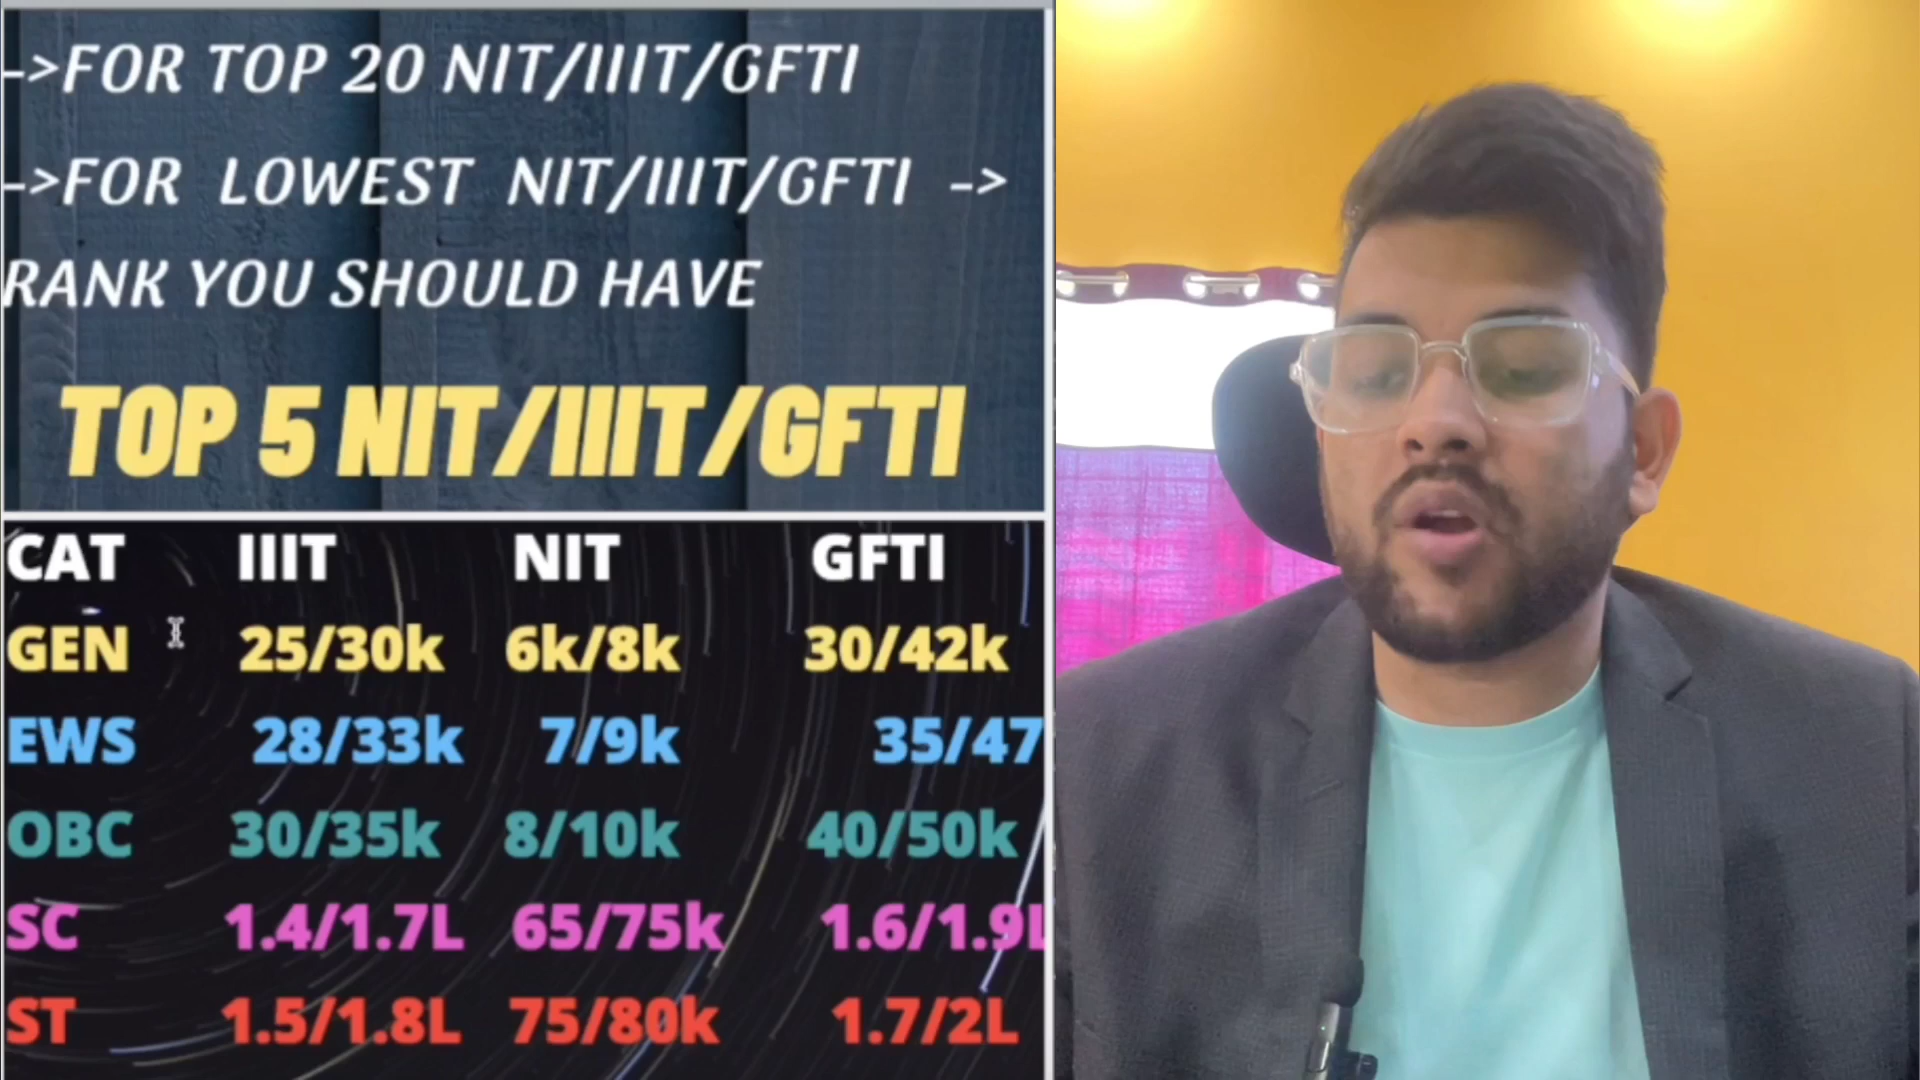 ->FOR TOP 20 NIT/IIIT/GFTI
->FOR LOWEST NIT/IIIT/GFTI ->
RANK YOU SHOULD HAVE
TOP 5 NIT/IIIT/GFTI
CAT IIIT NIT GFTI
GEN 25/30k 6k/8k 30/42k
EWS 28/33k 7/9k 35/47
OBC 30/35k 8/10k 40/50k
SC 1.4/1.7L 65/75k 1.6/1.9L
ST 1.5/1.8L 75/80k 1.7/2L